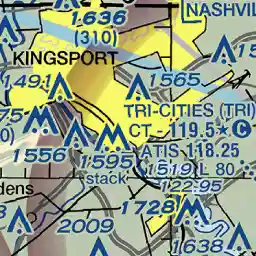 NASHVIL
1636
(310)
KINGSPORT
1491
1565
TRI-CITIES (TRI)
CT - 119.5 ★ C
ATIS 118.25
1556
1595
1519 L 80
122.95
stack
dens
1728
2009
1638